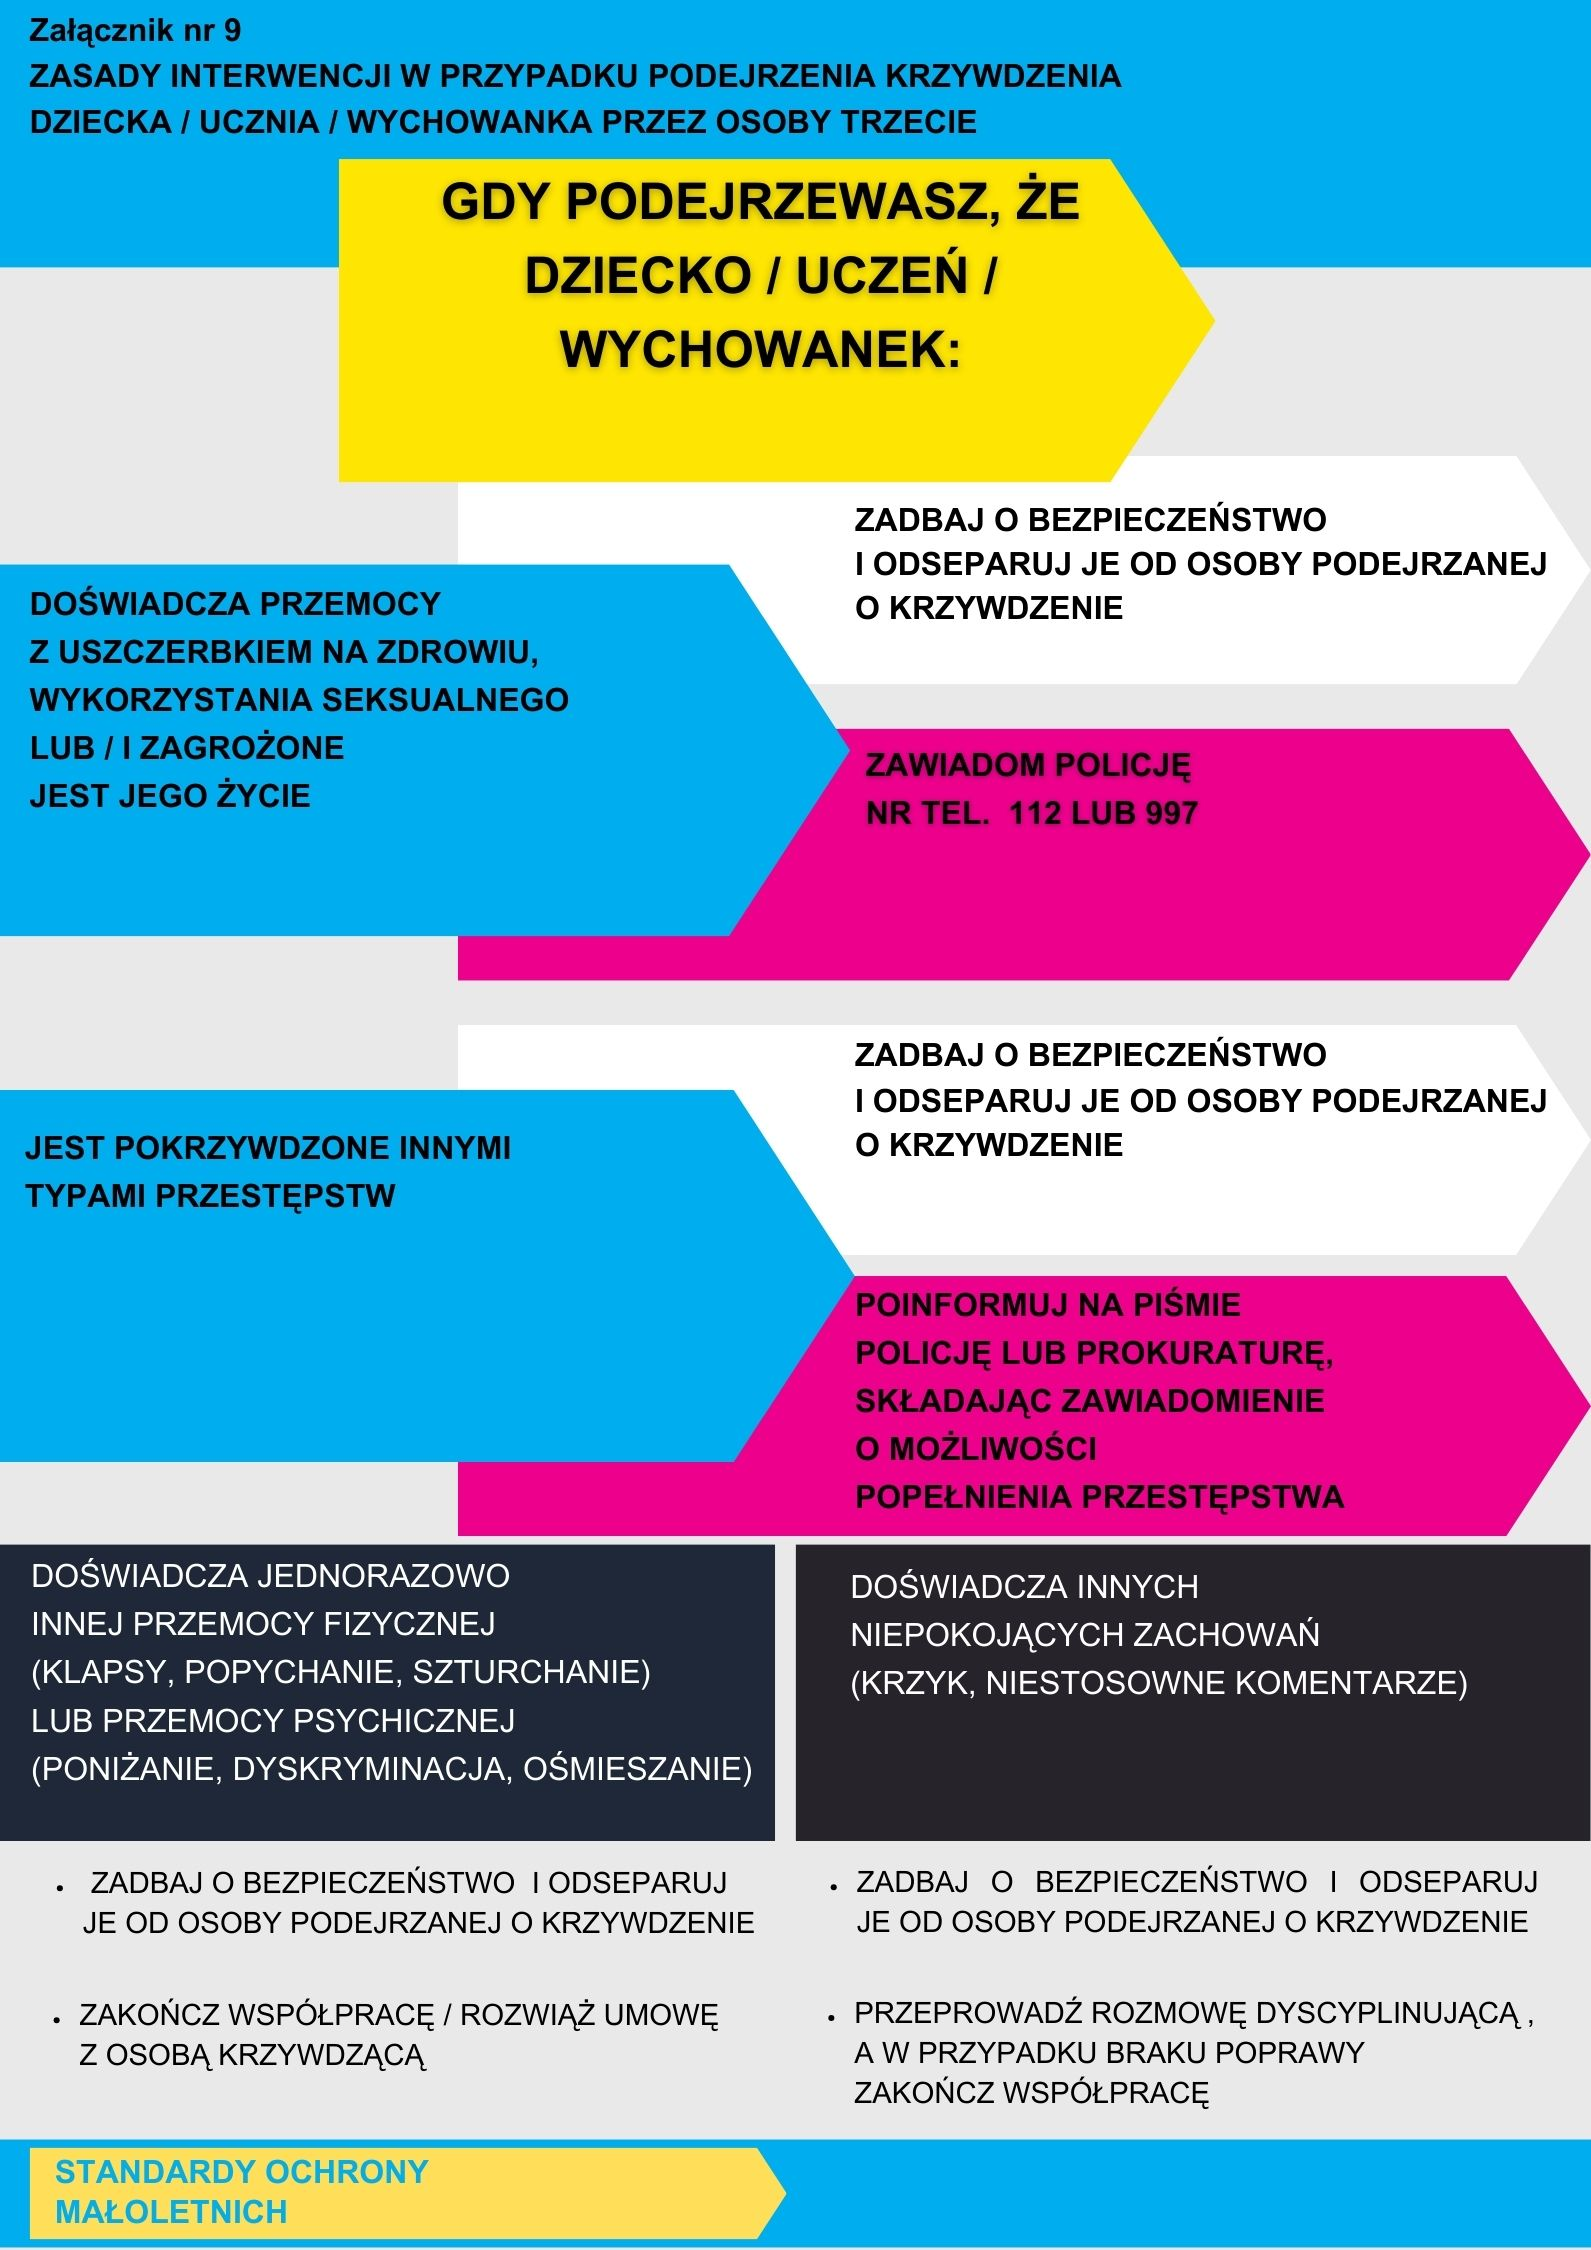 Załącznik nr 9
ZASADY INTERWENCJI W PRZYPADKU PODEJRZENIA KRZYWDZENIA
DZIECKA / UCZNIA / WYCHOWANKA PRZEZ OSOBY TRZECIE
GDY PODEJRZEWASZ, ŻE
DZIECKO / UCZEŃ /
WYCHOWANEK:
DOŚWIADCZA PRZEMOCY
Z USZCZERBKIEM NA ZDROWIU,
WYKORZYSTANIA SEKSUALNEGO
LUB / I ZAGROŻONE
JEST JEGO ŻYCIE
ZADBAJ O BEZPIECZEŃSTWO
I ODSEPARUJ JE OD OSOBY PODEJRZANEJ
O KRZYWDZENIE
ZAWIADOM POLICJĘ
NR TEL. 112 LUB 997
JEST POKRZYWDZONE INNYMI
TYPAMI PRZESTĘPSTW
ZADBAJ O BEZPIECZEŃSTWO
I ODSEPARUJ JE OD OSOBY PODEJRZANEJ
O KRZYWDZENIE
POINFORMUJ NA PIŚMIE
POLICJĘ LUB PROKURATURĘ,
SKŁADAJĄC ZAWIADOMIENIE
O MOŻLIWOŚCI
POPEŁNIENIA PRZESTĘPSTWA
DOŚWIADCZA JEDNORAZOWO
INNEJ PRZEMOCY FIZYCZNEJ
(KLAPSY, POPYCHANIE, SZTURCHANIE)
LUB PRZEMOCY PSYCHICZNEJ
(PONIŻANIE, DYSKRYMINACJA, OŚMIESZANIE)
• ZADBAJ O BEZPIECZEŃSTWO I ODSEPARUJ
JE OD OSOBY PODEJRZANEJ O KRZYWDZENIE
• ZAKOŃCZ WSPÓŁPRACĘ / ROZWIĄŻ UMOWĘ
Z OSOBĄ KRZYWDZĄCĄ
DOŚWIADCZA INNYCH
NIEPOKOJĄCYCH ZACHOWAŃ
(KRZYK, NIESTOSOWNE KOMENTARZE)
• ZADBAJ O BEZPIECZEŃSTWO I ODSEPARUJ
JE OD OSOBY PODEJRZANEJ O KRZYWDZENIE
• PRZEPROWADŹ ROZMOWĘ DYSCYPLINUJĄCĄ ,
A W PRZYPADKU BRAKU POPRAWY
ZAKOŃCZ WSPÓŁPRACĘ
STANDARDY OCHRONY
MAŁOLETNICH